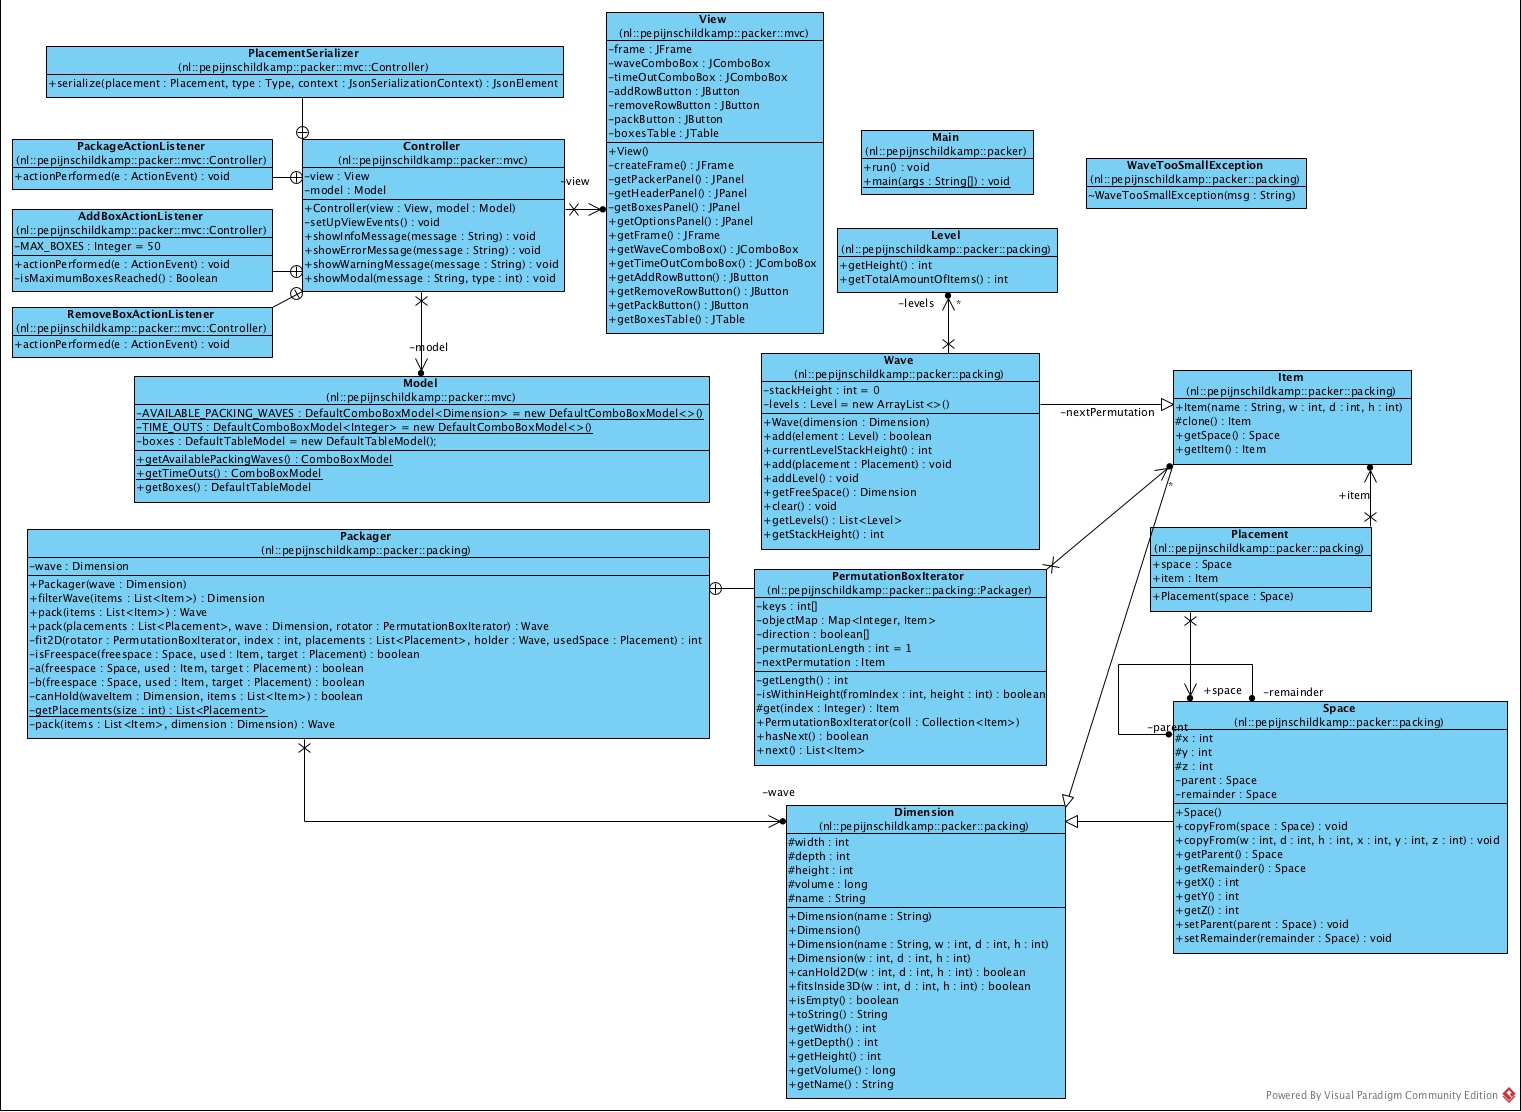 PlacementSerializer
(nl::pepijnschildkamp::packer::mvc::Controller)
+serialize(placement : Placement, type : Type, context : JsonSerializationContext) : JsonElement
PackageActionListener
(nl::pepijnschildkamp::packer::mvc::Controller)
+actionPerformed(e : ActionEvent) : void
AddBoxActionListener
(nl::pepijnschildkamp::packer::mvc::Controller)
-MAX_BOXES : Integer = 50
+actionPerformed(e : ActionEvent) : void
-isMaximumBoxesReached() : Boolean
RemoveBoxActionListener
(nl::pepijnschildkamp::packer::mvc::Controller)
+actionPerformed(e : ActionEvent) : void
Controller
(nl::pepijnschildkamp::packer::mvc)
-view : View
-model : Model
+Controller(view : View, model : Model)
-setUpViewEvents() : void
+showInfoMessage(message : String) : void
+showErrorMessage(message : String) : void
+showWarningMessage(message : String) : void
+showModal(message : String, type : int) : void
-view
-model
View
(nl::pepijnschildkamp::packer::mvc)
-frame : JFrame
-waveComboBox : JComboBox
-timeOutComboBox : JComboBox
-addRowButton : JButton
-removeRowButton : JButton
-packButton : JButton
-boxesTable : JTable
+View()
-createFrame() : JFrame
-getPackerPanel() : JPanel
-getHeaderPanel() : JPanel
-getBoxesPanel() : JPanel
+getOptionsPanel() : JPanel
+getFrame() : JFrame
+getWaveComboBox() : JComboBox
+getTimeOutComboBox() : JComboBox
+getAddRowButton() : JButton
+getRemoveRowButton() : JButton
+getPackButton() : JButton
+getBoxesTable() : JTable
Main
(nl::pepijnschildkamp::packer)
+run() : void
+main(args : String[]) : void
WaveTooSmallException
(nl::pepijnschildkamp::packer::packing)
~WaveTooSmallException(msg : String)
Level
(nl::pepijnschildkamp::packer::packing)
+getHeight() : int
+getTotalAmountOfItems() : int
-levels
*
Model
(nl::pepijnschildkamp::packer::mvc)
-AVAILABLE_PACKING_WAVES : DefaultComboBoxModel<Dimension> = new DefaultComboBoxModel<>()
-TIME_OUTS : DefaultComboBoxModel<Integer> = new DefaultComboBoxModel<>()
-boxes : DefaultTableModel = new DefaultTableModel();
+getAvailablePackingWaves() : ComboBoxModel
+getTimeOuts() : ComboBoxModel
+getBoxes() : DefaultTableModel
Wave
(nl::pepijnschildkamp::packer::packing)
-stackHeight : int = 0
-levels : Level = new ArrayList<>()
+Wave(dimension : Dimension)
+add(element : Level) : boolean
+currentLevelStackHeight() : int
+add(placement : Placement) : void
+addLevel() : void
+getFreeSpace() : Dimension
+clear() : void
+getLevels() : List<Level>
+getStackHeight() : int
-nextPermutation
Item
(nl::pepijnschildkamp::packer::packing)
+Item(name : String, w : int, d : int, h : int)
#clone() : Item
+getSpace() : Space
+getItem() : Item
*
+item
Placement
(nl::pepijnschildkamp::packer::packing)
+space : Space
+item : Item
+Placement(space : Space)
Packager
(nl::pepijnschildkamp::packer::packing)
-wave : Dimension
+Packager(wave : Dimension)
+filterWave(items : List<Item>) : Dimension
+pack(items : List<Item>) : Wave
+pack(placements : List<Placement>, wave : Dimension, rotator : PermutationBoxIterator) : Wave
-fit2D(rotator : PermutationBoxIterator, index : int, placements : List<Placement>, holder : Wave, usedSpace : Placement) : int
-isFreespace(freespace : Space, used : Item, target : Placement) : boolean
-a(freespace : Space, used : Item, target : Placement) : boolean
-b(freespace : Space, used : Item, target : Placement) : boolean
-canHold(waveItem : Dimension, items : List<Item>) : boolean
-getPlacements(size : int) : List<Placement>
-pack(items : List<Item>, dimension : Dimension) : Wave
PermutationBoxIterator
(nl::pepijnschildkamp::packer::packing::Packager)
-keys : int[]
-objectMap : Map<Integer, Item>
-direction : boolean[]
-permutationLength : int = 1
-nextPermutation : Item
-getLength() : int
-isWithinHeight(fromIndex : int, height : int) : boolean
#get(index : Integer) : Item
+PermutationBoxIterator(coll : Collection<Item>)
+hasNext() : boolean
+next() : List<Item>
+space
-remainder
-parent
Space
(nl::pepijnschildkamp::packer::packing)
#x : int
#y : int
#z : int
-parent : Space
-remainder : Space
+Space()
+copyFrom(space : Space) : void
+copyFrom(w : int, d : int, h : int, x : int, y : int, z : int) : void
+getParent() : Space
+getRemainder() : Space
+getX() : int
+getY() : int
+getZ() : int
+setParent(parent : Space) : void
+setRemainder(remainder : Space) : void
-wave
Dimension
(nl::pepijnschildkamp::packer::packing)
#width : int
#depth : int
#height : int
#volume : long
#name : String
+Dimension(name : String)
+Dimension()
+Dimension(name : String, w : int, d : int, h : int)
+Dimension(w : int, d : int, h : int)
+canHold2D(w : int, d : int, h : int) : boolean
+fitsInside3D(w : int, d : int, h : int) : boolean
+isEmpty() : boolean
+toString() : String
+getWidth() : int
+getDepth() : int
+getHeight() : int
+getVolume() : long
+getName() : String
Powered By Visual Paradigm Community Edition